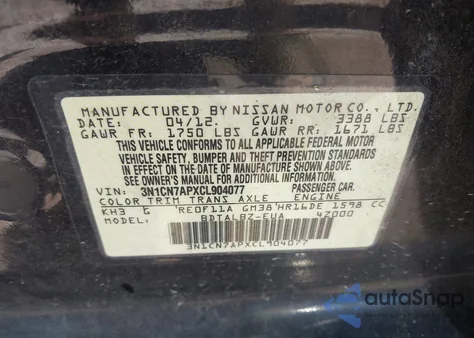 MANUFACTURED BY NISSAN MOTOR CO., LTD.
DATE: 04/12. GVWR: 3388 LBS
GAWR FR: 1750 LBS GAWR RR: 1671 LBS
THIS VEHICLE CONFORMS TO ALL APPLICABLE FEDERAL MOTOR
VEHICLE SAFETY, BUMPER AND THEFT PREVENTION STANDARDS
IN EFFECT ON THE DATE OF MANUFACTURE SHOWN ABOVE.
SEE OWNER'S MANUAL FOR ADDITIONAL INFORMATION
VIN: 3N1CN7APXCL904077 PASSENGER CAR.
COLOR TRIM TRANS AXLE ENGINE
KH3 G RE0F11A GM38 HR16DE 1598 CC
MODEL: BDTALBZ-EUA 42000
3N1CN7APXCL904077
autoSnap